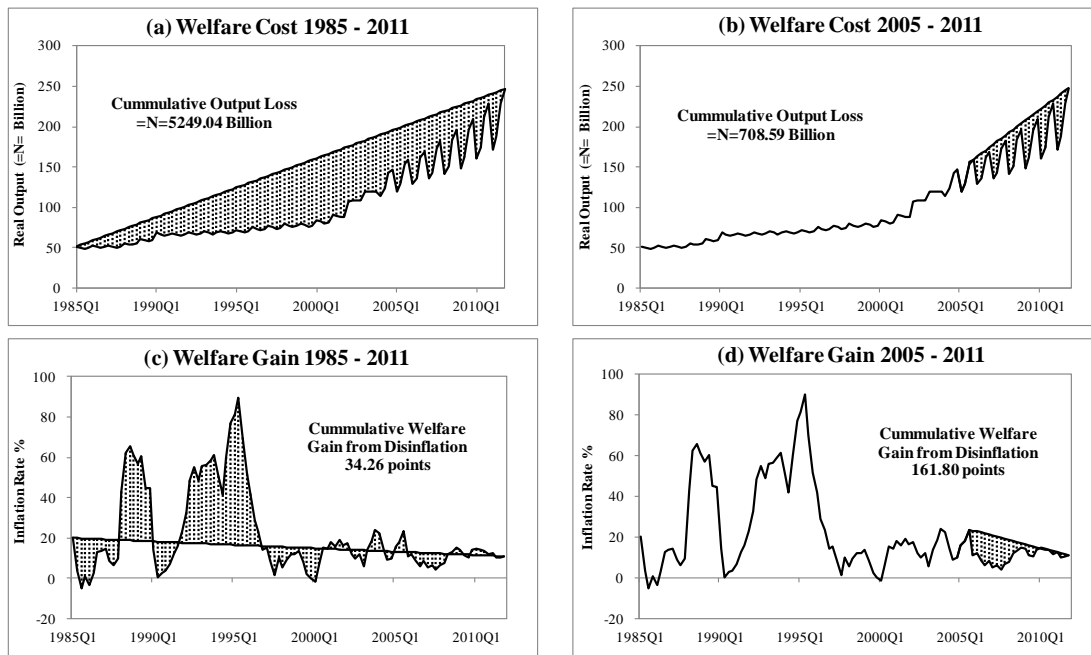 (a) Welfare Cost 1985 - 2011
Real Output (=N= Billion)
300
250
200
150
100
50
0
Cummulative Output Loss
=N=5249.04 Billion
1985Q1 1990Q1 1995Q1 2000Q1 2005Q1 2010Q1
(b) Welfare Cost 2005 - 2011
Real Output (=N= Billion)
300
250
200
150
100
50
0
Cummulative Output Loss
=N=708.59 Billion
1985Q1 1990Q1 1995Q1 2000Q1 2005Q1 2010Q1
(c) Welfare Gain 1985 - 2011
Inflation Rate %
100
80
60
40
20
0
-20
Cummulative Welfare
Gain from Disinflation
34.26 points
1985Q1 1990Q1 1995Q1 2000Q1 2005Q1 2010Q1
(d) Welfare Gain 2005 - 2011
Inflation Rate %
100
80
60
40
20
0
-20
Cummulative Welfare
Gain from Disinflation
161.80 points
1985Q1 1990Q1 1995Q1 2000Q1 2005Q1 2010Q1